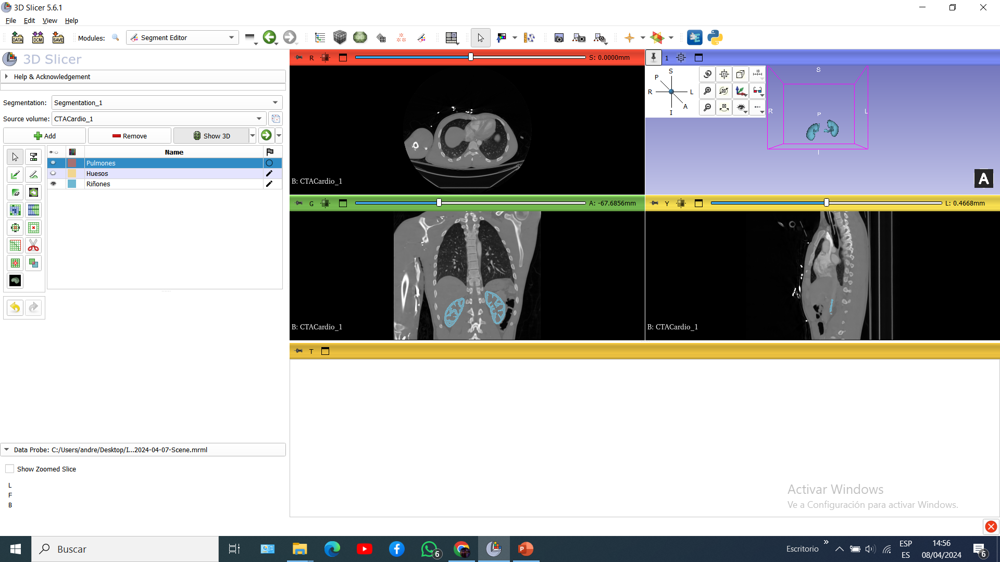 3D Slicer 5.6.1
File Edit View Help
DATA DCM SAVE Modules: Segment Editor
3D Slicer
Help & Acknowledgement
Segmentation: Segmentation_1
Source volume: CTACardio_1
Add Remove Show 3D
Name
Pulmones
Huesos
Riñones
Data Probe: C:/Users/andre/Desktop/I...2024-04-07-Scene.mrml
Show Zoomed Slice
L
F
B
R S: 0.0000mm
B: CTACardio_1
1
S
P
R L
A
I
10
S
R P L
I
A
G A: -67.6856mm
B: CTACardio_1
Y L: 0.4668mm
B: CTACardio_1
T
Activar Windows
Ve a Configuración para activar Windows.
Buscar
6
P
Escritorio
»
ESP
ES
14:56
08/04/2024
6